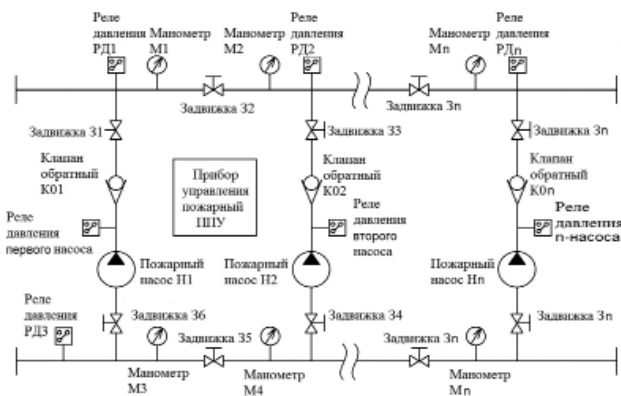 Реле
давления
РД1
Манометр
М1
Манометр
М2
Реле
давления
РД2
Манометр
Мn
Реле
давления
РДn
Задвижка З2
Задвижка Зn
Задвижка З1
Задвижка З3
Задвижка Зn
Клапан
обратный
К01
Прибор
управления
пожарный
ППУ
Клапан
обратный
К02
Клапан
обратный
К0n
Реле
давления
первого насоса
Реле
давления
второго
насоса
Реле
давления
n-насоса
Пожарный
насос Н1
Пожарный
насос Н2
Пожарный
насос Нn
Реле
давления
РД3
Задвижка З6
Задвижка З4
Задвижка Зn
Задвижка З5
Задвижка Зn
Манометр
М3
Манометр
М4
Манометр
Мn